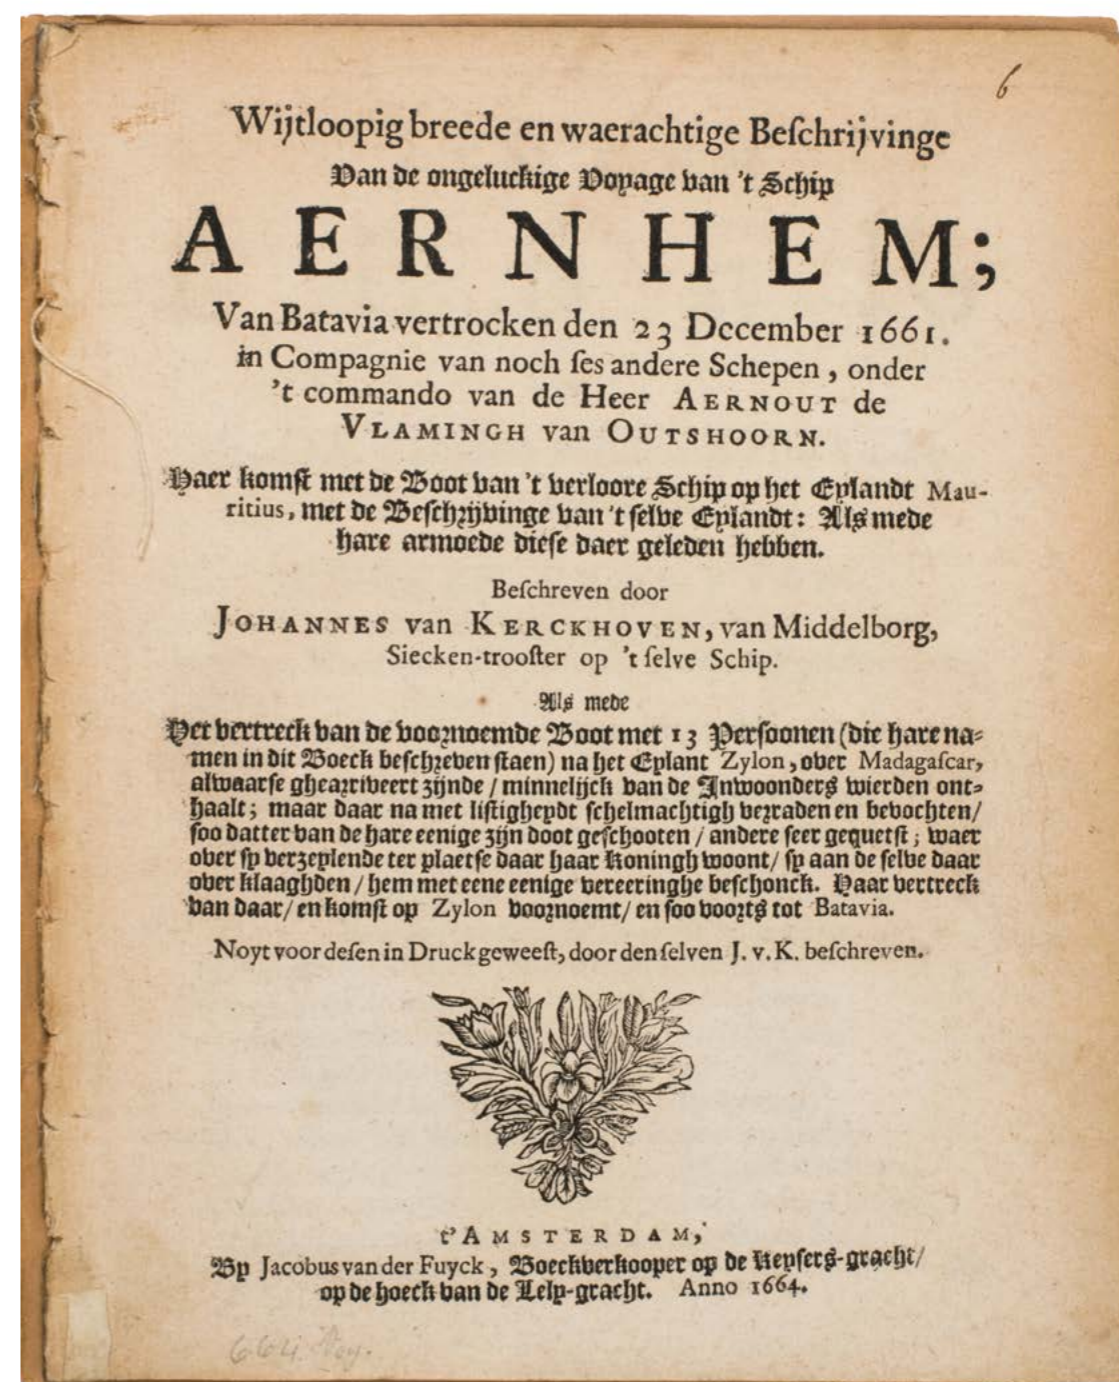 6
Wijtloopig breede en waerachtige Beſchrijvinge
Van de ongeluckige Voyage van 't Schip
AERNHEM;
Van Batavia vertrocken den 23 December 1661.
in Compagnie van noch ſes andere Schepen, onder
't commando van de Heer AERNOUT de
VLAMINGH van OUTSHOORN.
Haer komſt met de Boot van 't verloore Schip op het Eylandt Mau-
ritius, met de Beſchrijvinge van 't ſelve Eylandt: Als mede
hare armoede dieſe daer geleden hebben.
Beſchreven door
JOHANNES van KERCKHOVEN, van Middelborg,
Siecken-trooſter op 't ſelve Schip.
Als mede
Het vertreck van de voornoemde Boot met 13 Perſoonen (die hare na-
men in dit Boeck beſchreven ſtaen) na het Eylant Zylon, over Madagaſcar,
alwaarſe ghearriveert zijnde / minnelijck van de Inwoonders wierden ont-
haalt; maar daar na met liſtigheydt ſchelmachtigh verraden en bevochten/
ſoo datter van de hare eenige zijn doot geſchooten / andere ſeer gequetſt; waer
over ſy verzeylende ter plaetſe daar haar Koningh woont/ ſy aan de ſelve daar
over klaaghden / hem met eene eenige vereeringhe beſchonck. Haar vertreck
van daar/ en komſt op Zylon voornoemt/ en ſoo voorts tot Batavia.
Noyt voor deſen in Druck geweeſt, door den ſelven J. v. K. beſchreven.
t'AMSTERDAM,
By Jacobus van der Fuyck, Boeckverkooper op de Keyſers-gracht/
op de hoeck van de Lely-gracht. Anno 1664.